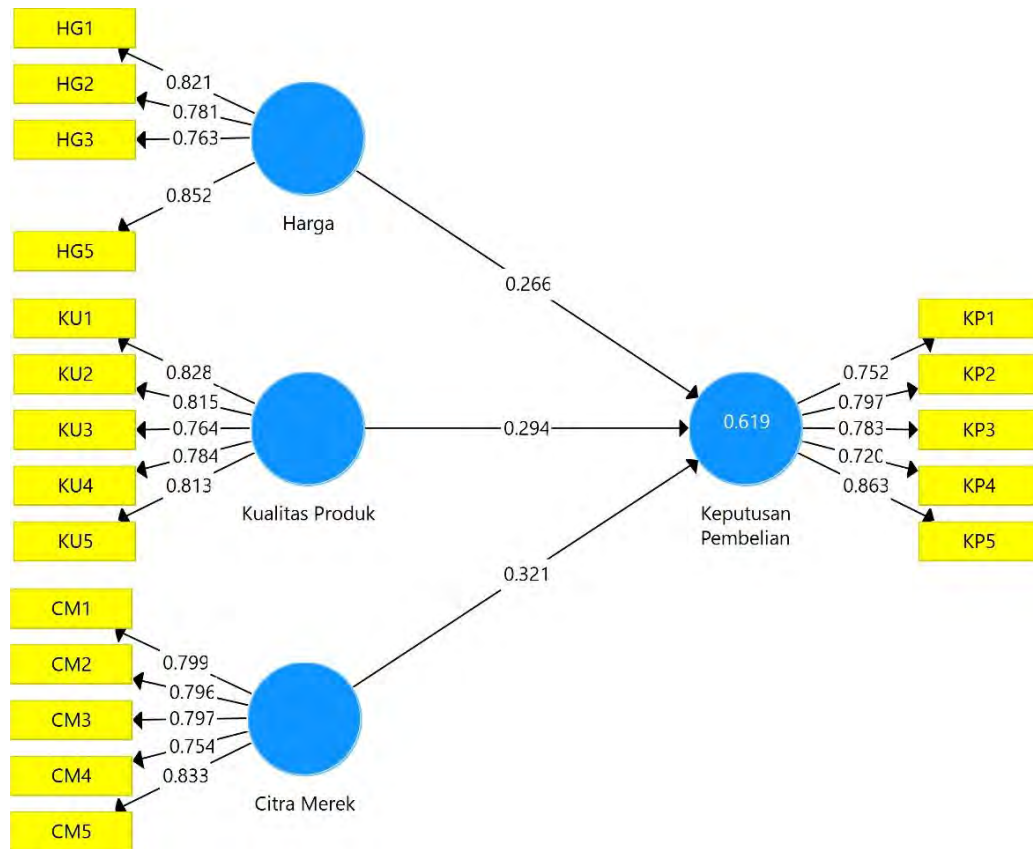 HG1
HG2
HG3
HG5
0.821
0.781
0.763
0.852
Harga
0.266
KU1
KU2
KU3
KU4
KU5
0.828
0.815
0.764
0.784
0.813
Kualitas Produk
0.294
CM1
CM2
CM3
CM4
CM5
0.799
0.796
0.797
0.754
0.833
Citra Merek
0.321
0.619
Keputusan
Pembelian
0.752
0.797
0.783
0.720
0.863
KP1
KP2
KP3
KP4
KP5